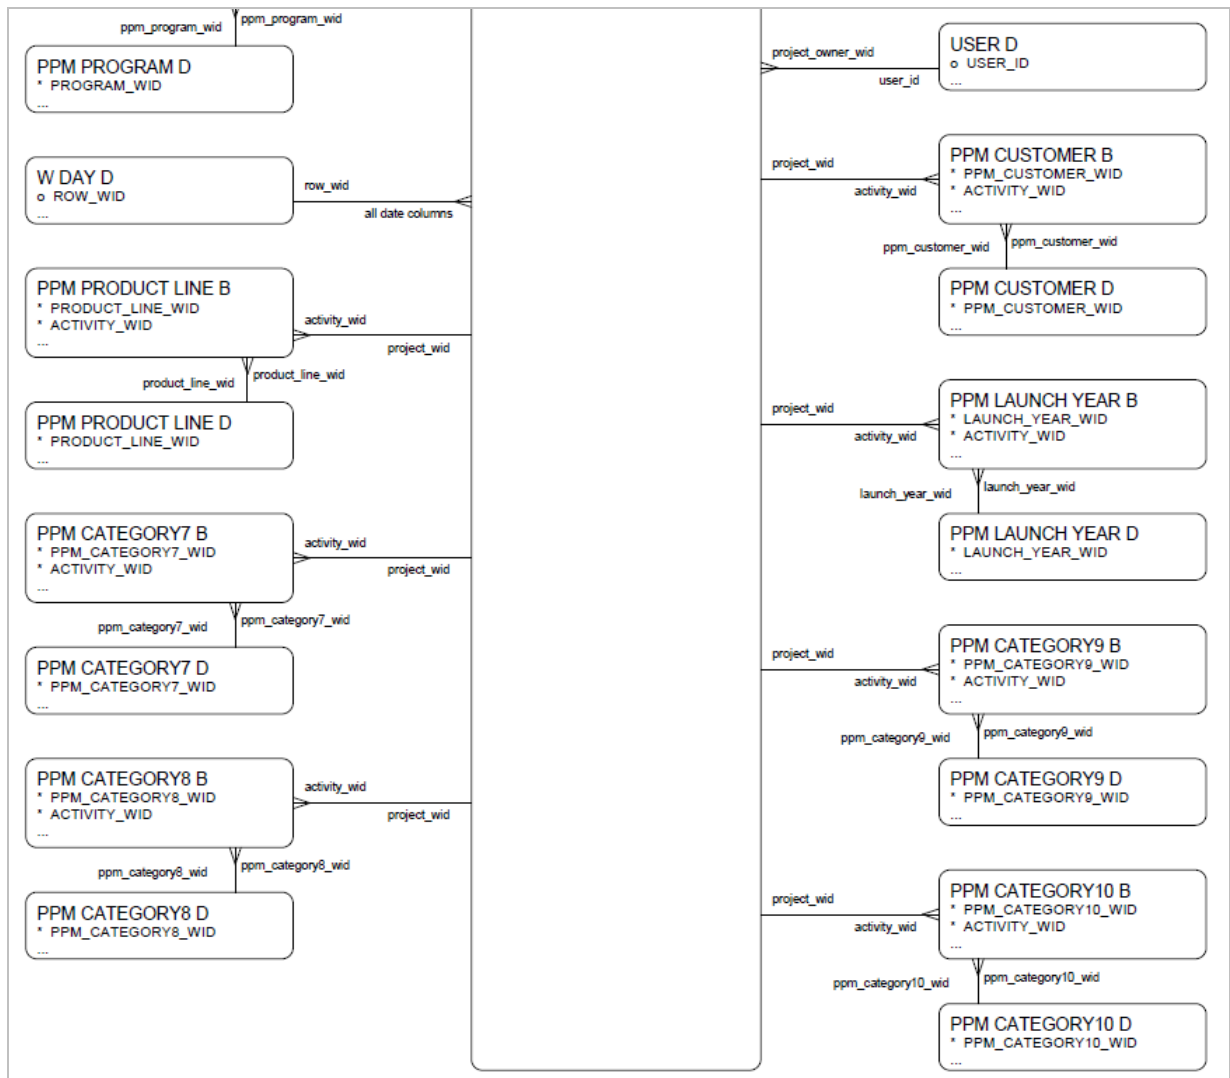 ppm_program_wid
ppm_program_wid
PPM PROGRAM D
* PROGRAM_WID
...
W DAY D
o ROW_WID
...
row_wid
all date columns
PPM PRODUCT LINE B
* PRODUCT_LINE_WID
* ACTIVITY_WID
...
activity_wid
project_wid
product_line_wid
product_line_wid
PPM PRODUCT LINE D
* PRODUCT_LINE_WID
...
PPM CATEGORY7 B
* PPM_CATEGORY7_WID
* ACTIVITY_WID
...
activity_wid
project_wid
ppm_category7_wid
ppm_category7_wid
PPM CATEGORY7 D
* PPM_CATEGORY7_WID
...
PPM CATEGORY8 B
* PPM_CATEGORY8_WID
* ACTIVITY_WID
...
activity_wid
project_wid
ppm_category8_wid
ppm_category8_wid
PPM CATEGORY8 D
* PPM_CATEGORY8_WID
...
project_owner_wid
user_id
USER D
o USER_ID
...
project_wid
activity_wid
PPM CUSTOMER B
* PPM_CUSTOMER_WID
* ACTIVITY_WID
...
ppm_customer_wid
ppm_customer_wid
PPM CUSTOMER D
* PPM_CUSTOMER_WID
...
project_wid
activity_wid
PPM LAUNCH YEAR B
* LAUNCH_YEAR_WID
* ACTIVITY_WID
...
launch_year_wid
launch_year_wid
PPM LAUNCH YEAR D
* LAUNCH_YEAR_WID
...
project_wid
activity_wid
PPM CATEGORY9 B
* PPM_CATEGORY9_WID
* ACTIVITY_WID
...
ppm_category9_wid
ppm_category9_wid
PPM CATEGORY9 D
* PPM_CATEGORY9_WID
...
project_wid
activity_wid
PPM CATEGORY10 B
* PPM_CATEGORY10_WID
* ACTIVITY_WID
...
ppm_category10_wid
ppm_category10_wid
PPM CATEGORY10 D
* PPM_CATEGORY10_WID
...